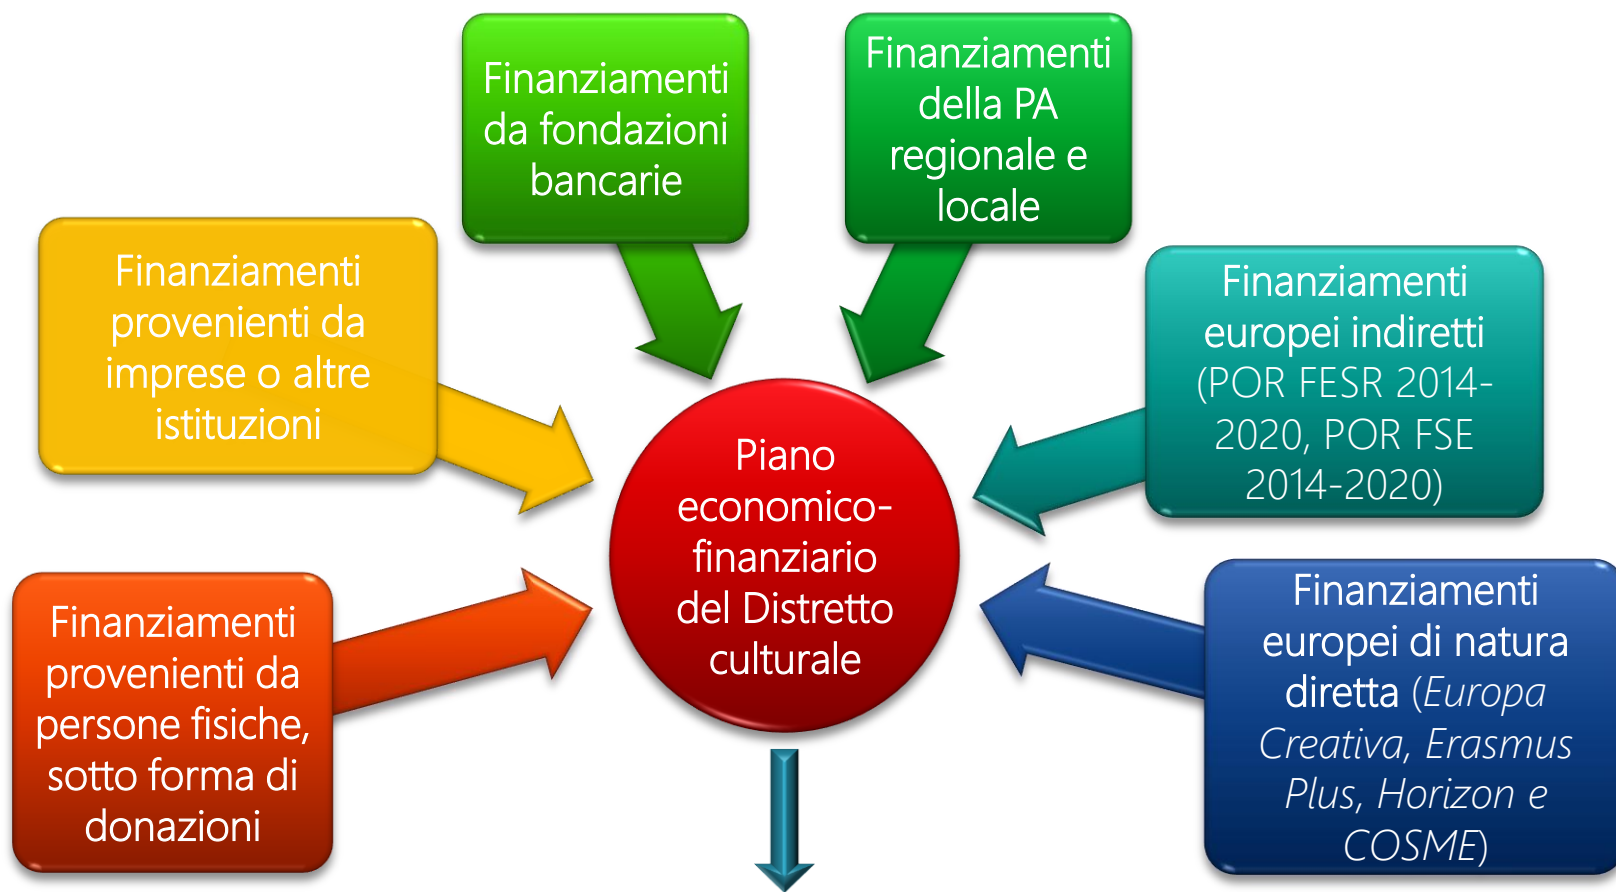 Finanziamenti
da fondazioni
bancarie
Finanziamenti
della PA
regionale e
locale
Finanziamenti
provenienti da
imprese o altre
istituzioni
Finanziamenti
europei indiretti
(POR FESR 2014-
2020, POR FSE
2014-2020)
Piano
economico-
finanziario
del Distretto
culturale
Finanziamenti
provenienti da
persone fisiche,
sotto forma di
donazioni
Finanziamenti
europei di natura
diretta (Europa
Creativa, Erasmus
Plus, Horizon e
COSME)